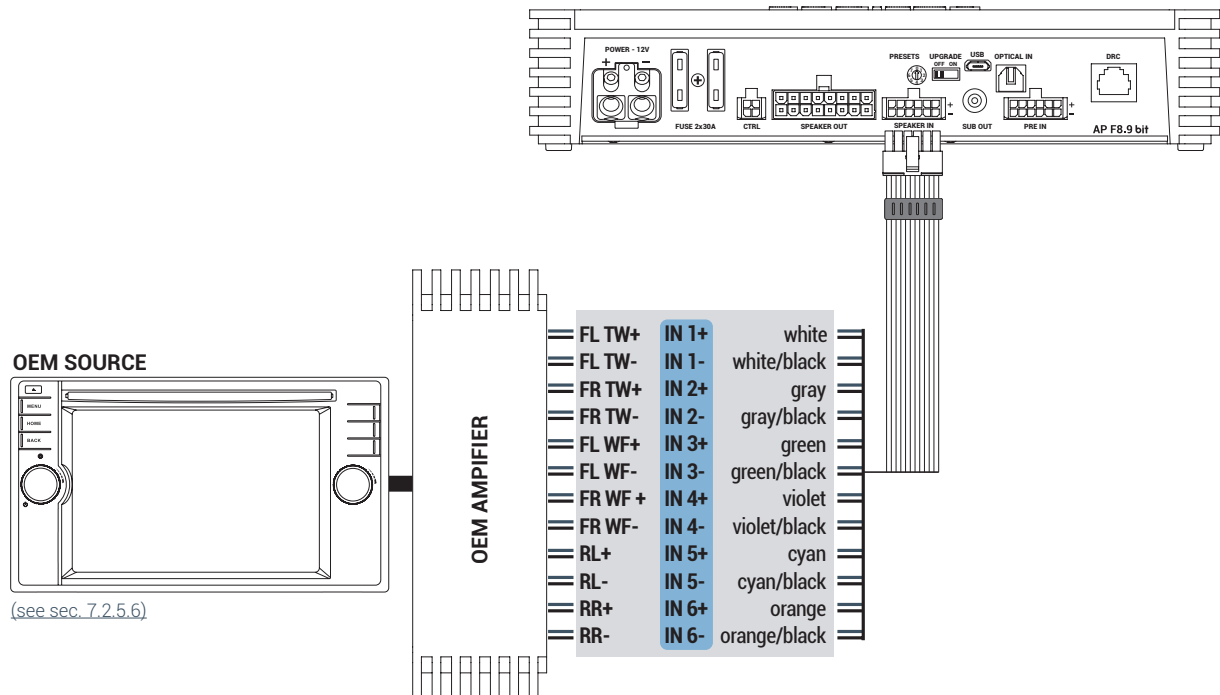 POWER - 12V
+ −
FUSE 2x30A
CTRL
SPEAKER OUT
PRESETS
UPGRADE
OFF ON
USB
OPTICAL IN
DRC
SPEAKER IN
+
-
SUB OUT
PRE IN
+
-
AP F8.9 bit
OEM SOURCE
MENU
HOME
BACK
(see sec. 7.2.5.6)
OEM AMPIFIER
FL TW+ IN 1+ white
FL TW- IN 1- white/black
FR TW+ IN 2+ gray
FR TW- IN 2- gray/black
FL WF+ IN 3+ green
FL WF- IN 3- green/black
FR WF + IN 4+ violet
FR WF- IN 4- violet/black
RL+ IN 5+ cyan
RL- IN 5- cyan/black
RR+ IN 6+ orange
RR- IN 6- orange/black